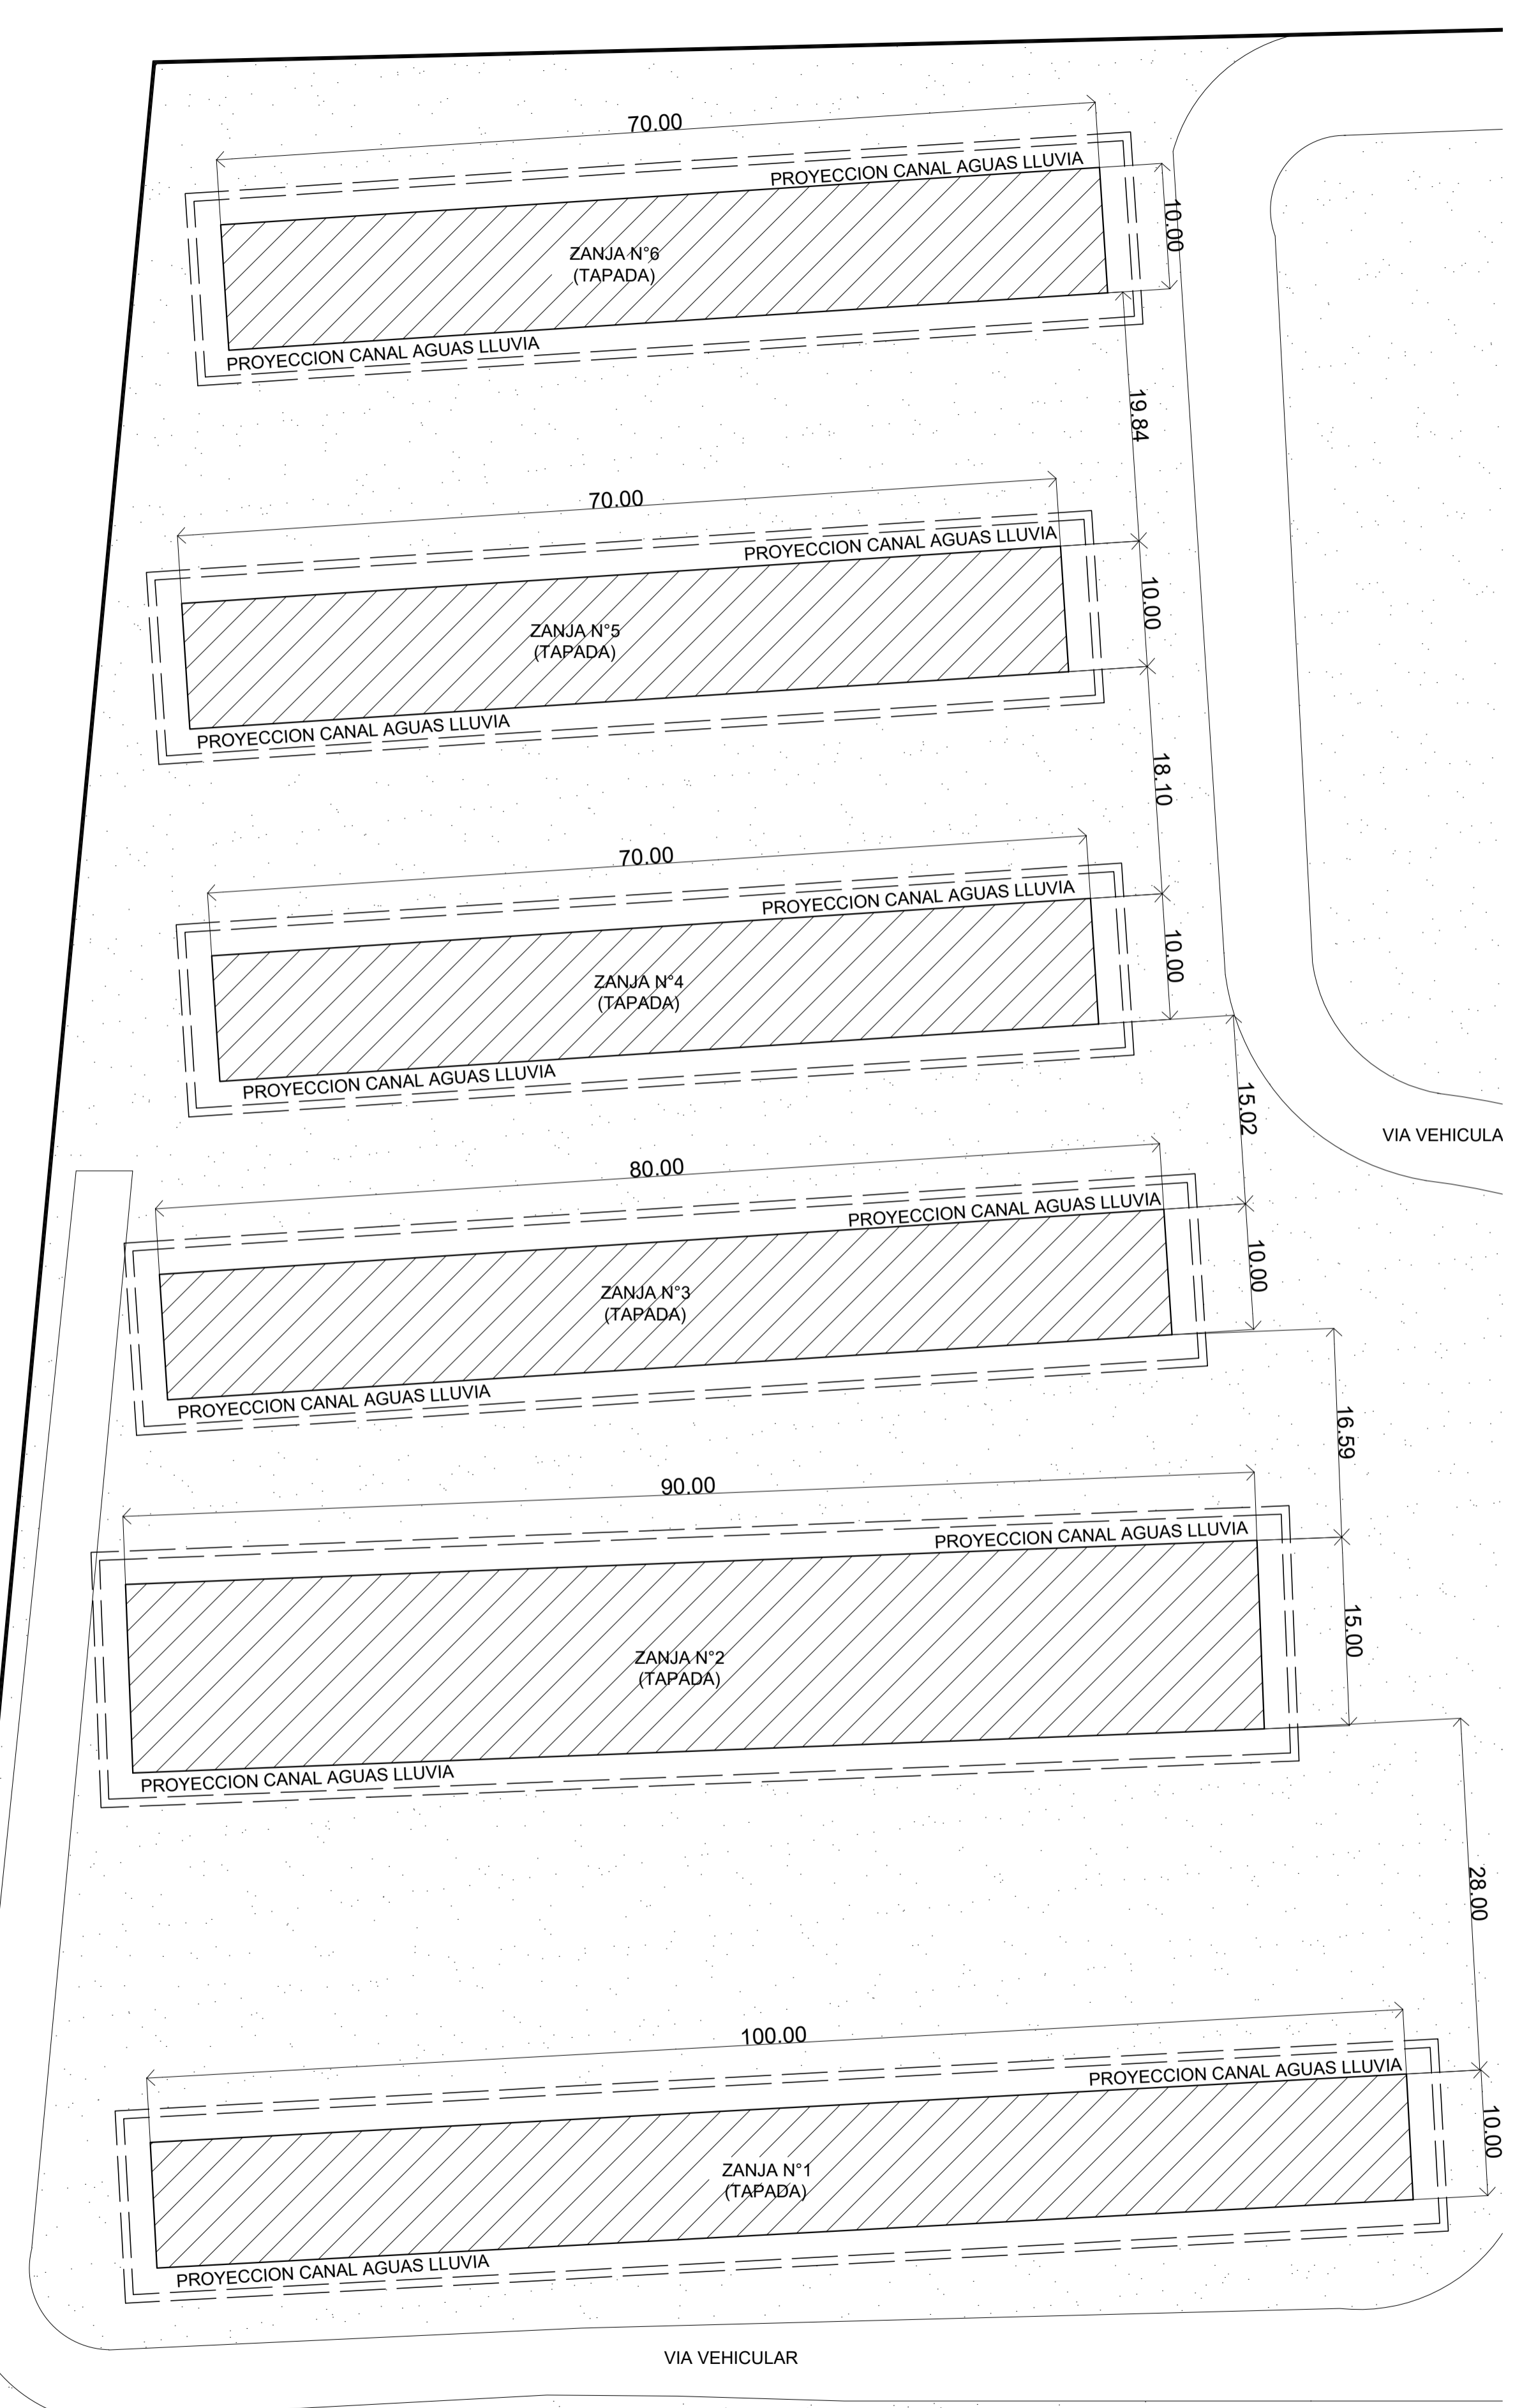 70.00
PROYECCION CANAL AGUAS LLUVIA
10.00
ZANJA N°6
(TAPADA)
PROYECCION CANAL AGUAS LLUVIA
19.84
70.00
PROYECCION CANAL AGUAS LLUVIA
10.00
ZANJA N°5
(TAPADA)
PROYECCION CANAL AGUAS LLUVIA
18.10
70.00
PROYECCION CANAL AGUAS LLUVIA
10.00
ZANJA N°4
(TAPADA)
PROYECCION CANAL AGUAS LLUVIA
15.02
VIA VEHICULA
80.00
PROYECCION CANAL AGUAS LLUVIA
10.00
ZANJA N°3
(TAPADA)
PROYECCION CANAL AGUAS LLUVIA
16.59
90.00
PROYECCION CANAL AGUAS LLUVIA
15.00
ZANJA N°2
(TAPADA)
PROYECCION CANAL AGUAS LLUVIA
28.00
100.00
PROYECCION CANAL AGUAS LLUVIA
10.00
ZANJA N°1
(TAPADA)
PROYECCION CANAL AGUAS LLUVIA
VIA VEHICULAR